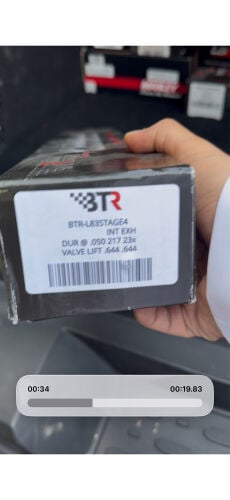 BTR
BTR-L83STAGE4
INT EXH
DUR @ .050 217 23x
VALVE LIFT .644 .644
00:34
00:19.83